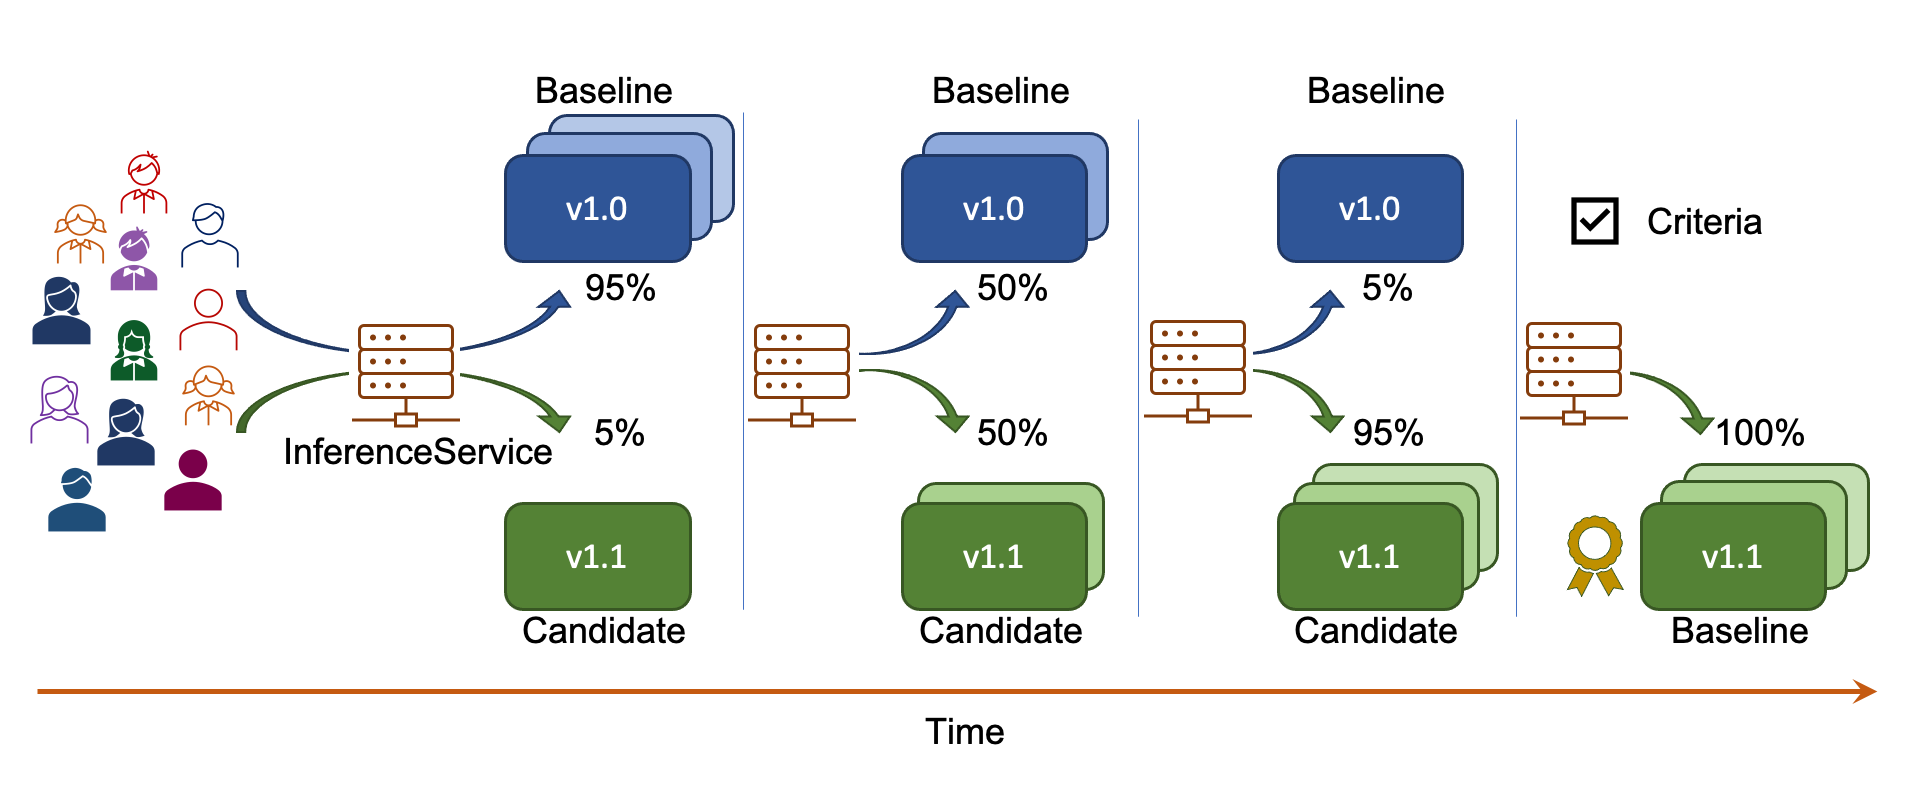 Baseline
v1.0
95%
InferenceService
5%
v1.1
Candidate
Baseline
v1.0
50%
50%
v1.1
Candidate
Baseline
v1.0
5%
95%
v1.1
Candidate
Criteria
100%
v1.1
Baseline
Time